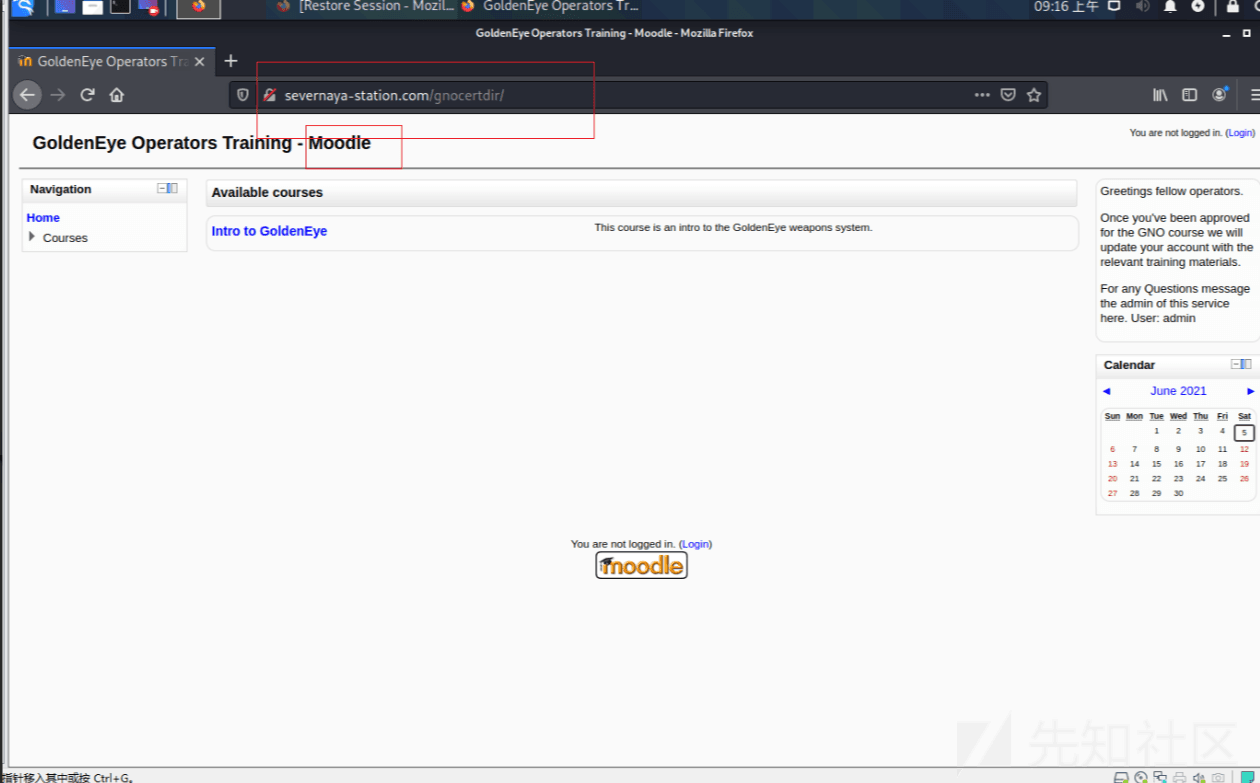 [Restore Session - Mozil...
GoldenEye Operators Tr...
09:16 上午
GoldenEye Operators Training - Moodle - Mozilla Firefox
GoldenEye Operators Tra
severnaya-station.com/gnocertdir/
GoldenEye Operators Training - Moodle
You are not logged in. (Login)
Navigation
Home
Courses
Available courses
Intro to GoldenEye
This course is an intro to the GoldenEye weapons system.
Greetings fellow operators.
Once you've been approved
for the GNO course we will
update your account with the
relevant training materials.
For any Questions message
the admin of this service
here. User: admin
Calendar
◄ June 2021 ►
Sun Mon Tue Wed Thu Fri Sat
1 2 3 4 5
6 7 8 9 10 11 12
13 14 15 16 17 18 19
20 21 22 23 24 25 26
27 28 29 30
You are not logged in. (Login)
moodle
先知社区
指针移入其中或按 Ctrl+G。